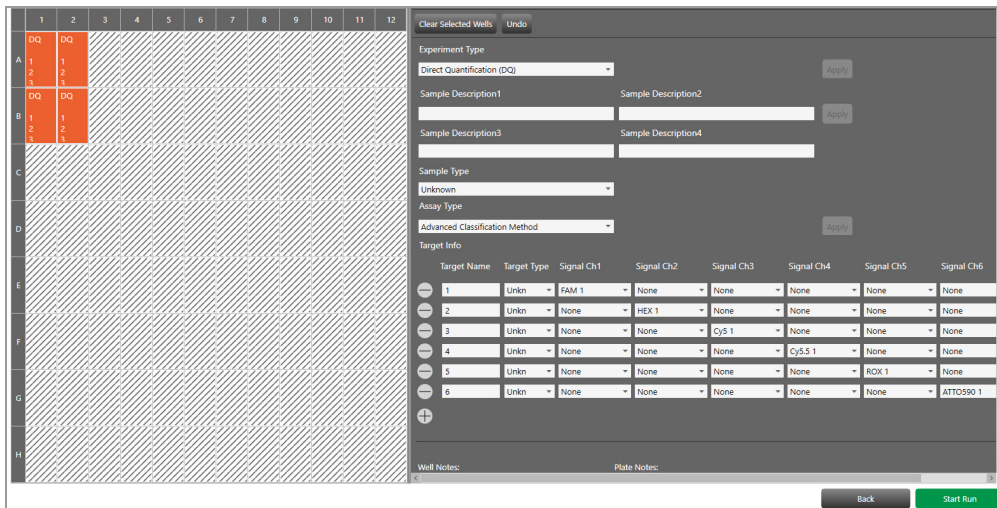 1 2 3 4 5 6 7 8 9 10 11 12
A DQ DQ
1 1
2 2
3 3
B DQ DQ
1 1
2 2
3 3
C
D
E
F
G
H
Clear Selected Wells Undo
Experiment Type
Direct Quantification (DQ) Apply
Sample Description1 Sample Description2
Apply
Sample Description3 Sample Description4
Sample Type
Unknown
Assay Type
Advanced Classification Method Apply
Target Info
Target Name Target Type Signal Ch1 Signal Ch2 Signal Ch3 Signal Ch4 Signal Ch5 Signal Ch6
1 Unkn FAM 1 None None None None None
2 Unkn None HEX 1 None None None None
3 Unkn None None Cy5 1 None None None
4 Unkn None None None Cy5.5 1 None None
5 Unkn None None None None ROX 1 None
6 Unkn None None None None None ATTO590 1
Well Notes: Plate Notes:
Back Start Run